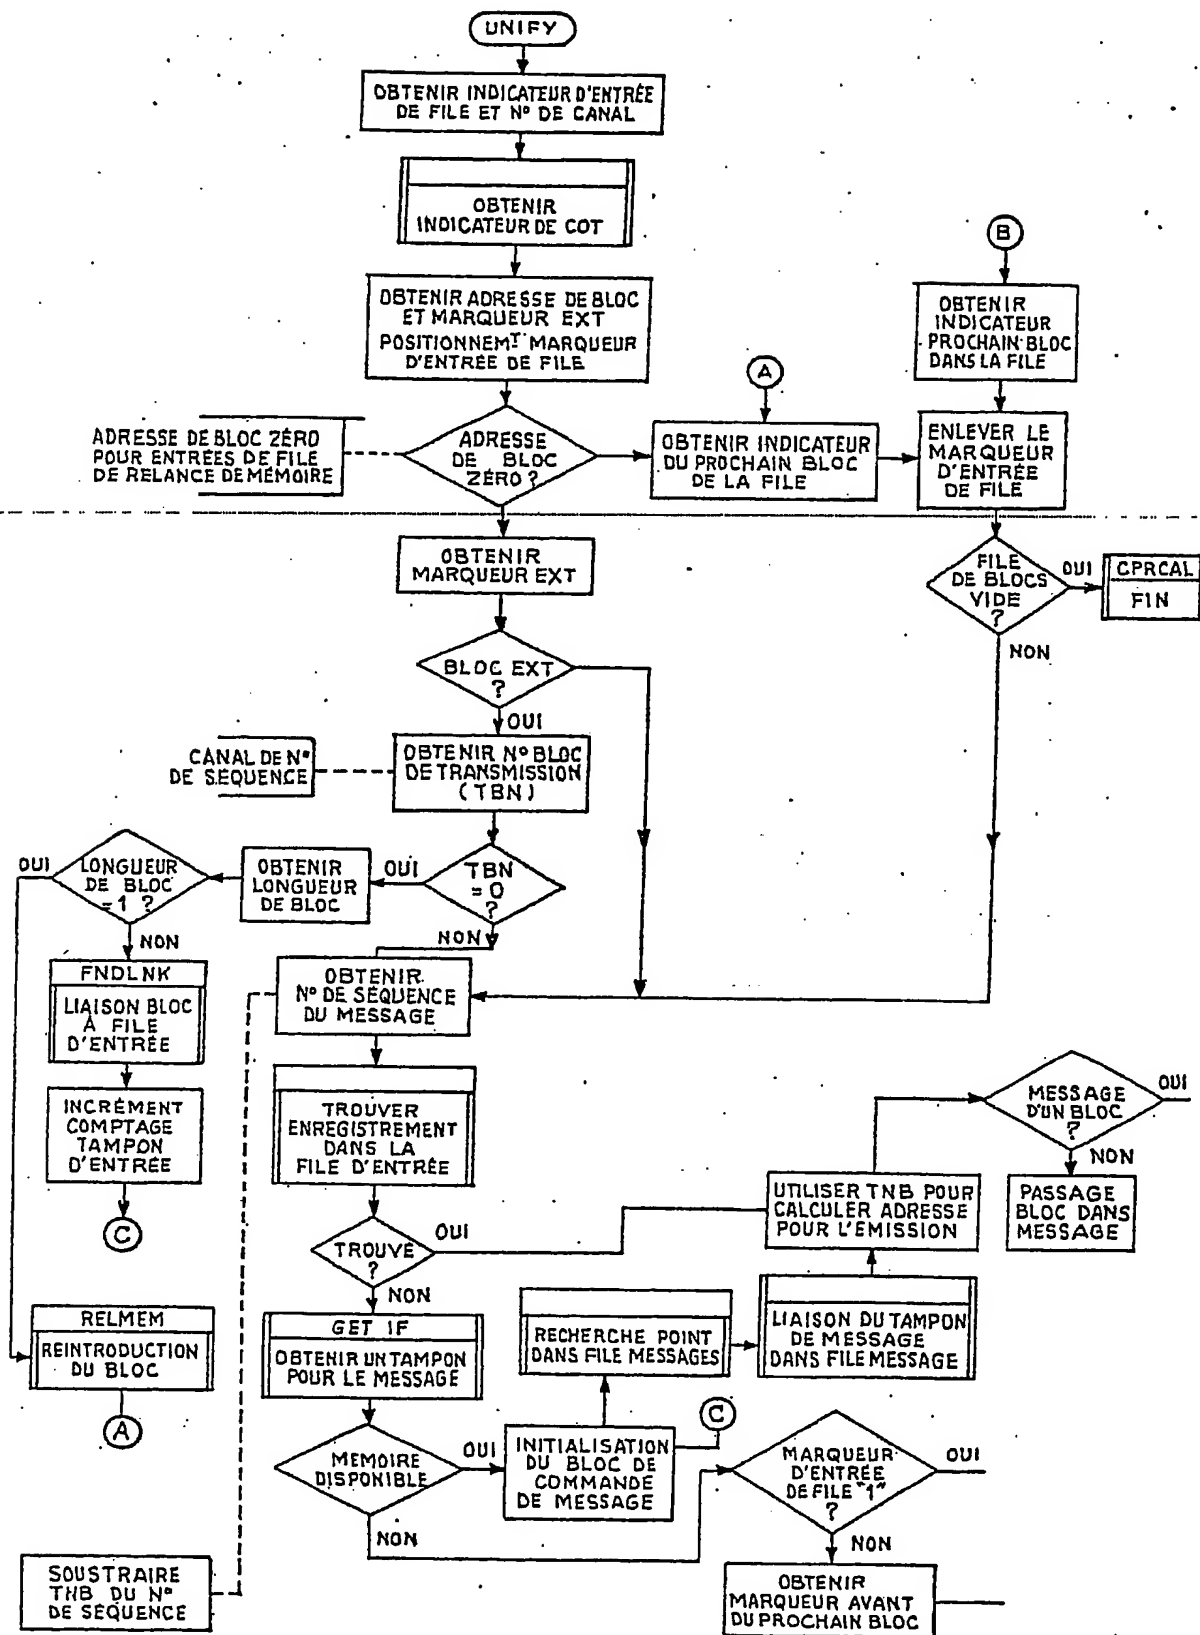 UNIFY
OBTENIR INDICATEUR D'ENTRÉE
DE FILE ET N° DE CANAL
OBTENIR
INDICATEUR DE COT
OBTENIR ADRESSE DE BLOC
ET MARQUEUR EXT
POSITIONNEMT MARQUEUR
D'ENTRÉE DE FILE
B
OBTENIR
INDICATEUR
PROCHAIN BLOC
DANS LA FILE
A
ADRESSE DE BLOC ZÉRO
POUR ENTRÉES DE FILE
DE RELANCE DE MÉMOIRE
ADRESSE
DE BLOC
ZÉRO ?
OBTENIR INDICATEUR
DU PROCHAIN BLOC
DE LA FILE
ENLEVER LE
MARQUEUR
D'ENTRÉE
DE FILE
OBTENIR
MARQUEUR EXT
FILE
DE BLOCS
VIDE
?
OUI
CPRCAL
FIN
NON
BLOC EXT
?
OUI
CANAL DE N°
DE SÉQUENCE
OBTENIR N° BLOC
DE TRANSMISSION
(TBN)
OUI
LONGUEUR
DE BLOC
=1 ?
OBTENIR
LONGUEUR
DE BLOC
OUI
TBN
= 0
?
NON
NON
FNDLNK
LIAISON BLOC
À FILE
D'ENTRÉE
OBTENIR
N° DE SÉQUENCE
DU MESSAGE
INCRÉMENT
COMPTAGE
TAMPON
D'ENTRÉE
C
TROUVER
ENREGISTREMENT
DANS LA
FILE D'ENTRÉE
MESSAGE
D'UN BLOC
?
OUI
NON
UTILISER TNB POUR
CALCULER ADRESSE
POUR L'ÉMISSION
PASSAGE
BLOC DANS
MESSAGE
TROUVÉ
?
OUI
NON
RELMEM
RÉINTRODUCTION
DU BLOC
A
GET IF
OBTENIR UN TAMPON
POUR LE MESSAGE
RECHERCHE POINT
DANS FILE MESSAGES
LIAISON DU TAMPON
DE MESSAGE
DANS FILE MESSAGE
MÉMOIRE
DISPONIBLE
OUI
NON
INITIALISATION
DU BLOC DE
COMMANDE
DE MESSAGE
C
MARQUEUR
D'ENTRÉE
DE FILE "1"
?
OUI
NON
SOUSTRAIRE
TNB DU N°
DE SÉQUENCE
OBTENIR
MARQUEUR AVANT
DU PROCHAIN BLOC